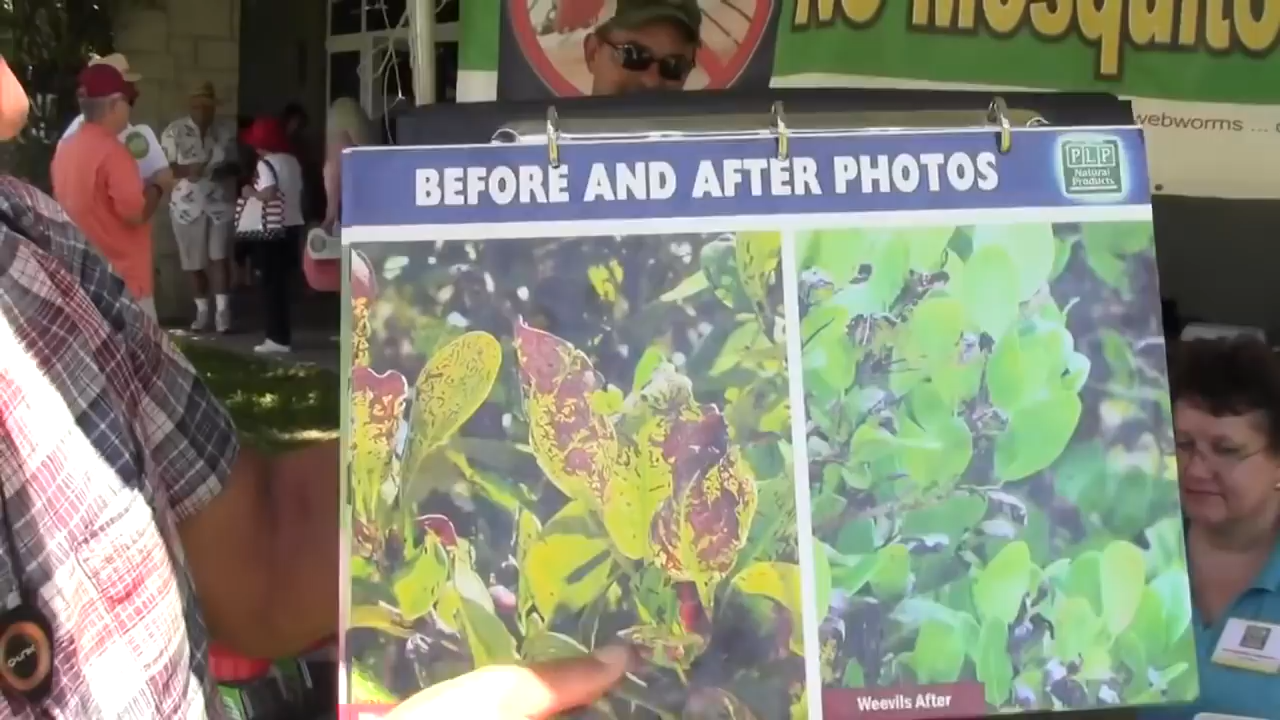 No Mosquito
webworms ...
BEFORE AND AFTER PHOTOS
PLP
Natural
Products
Weevils After